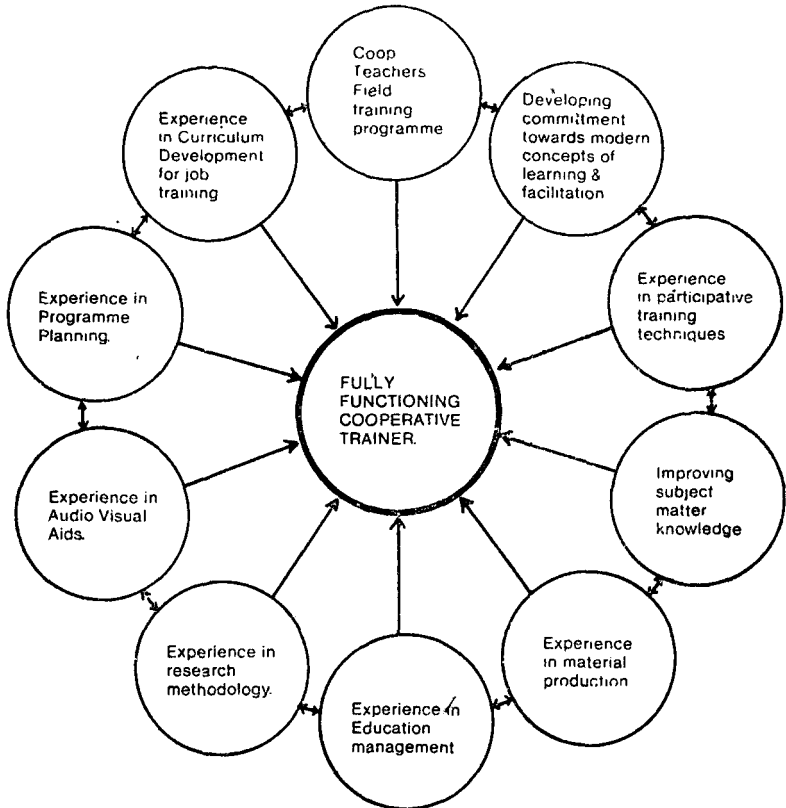 Coop
Teachers
Field
training
programme
Developing
commitment
towards modern
concepts of
learning &
facilitation
Experience
in participative
training
techniques
Improving
subject
matter
knowledge
Experience
in material
production
Experience in
Education
management
Experience in
research
methodology.
Experience in
Audio Visual
Aids.
Experience in
Programme
Planning.
Experience
in Curriculum
Development
for job
training
FULLY
FUNCTIONING
COOPERATIVE
TRAINER.